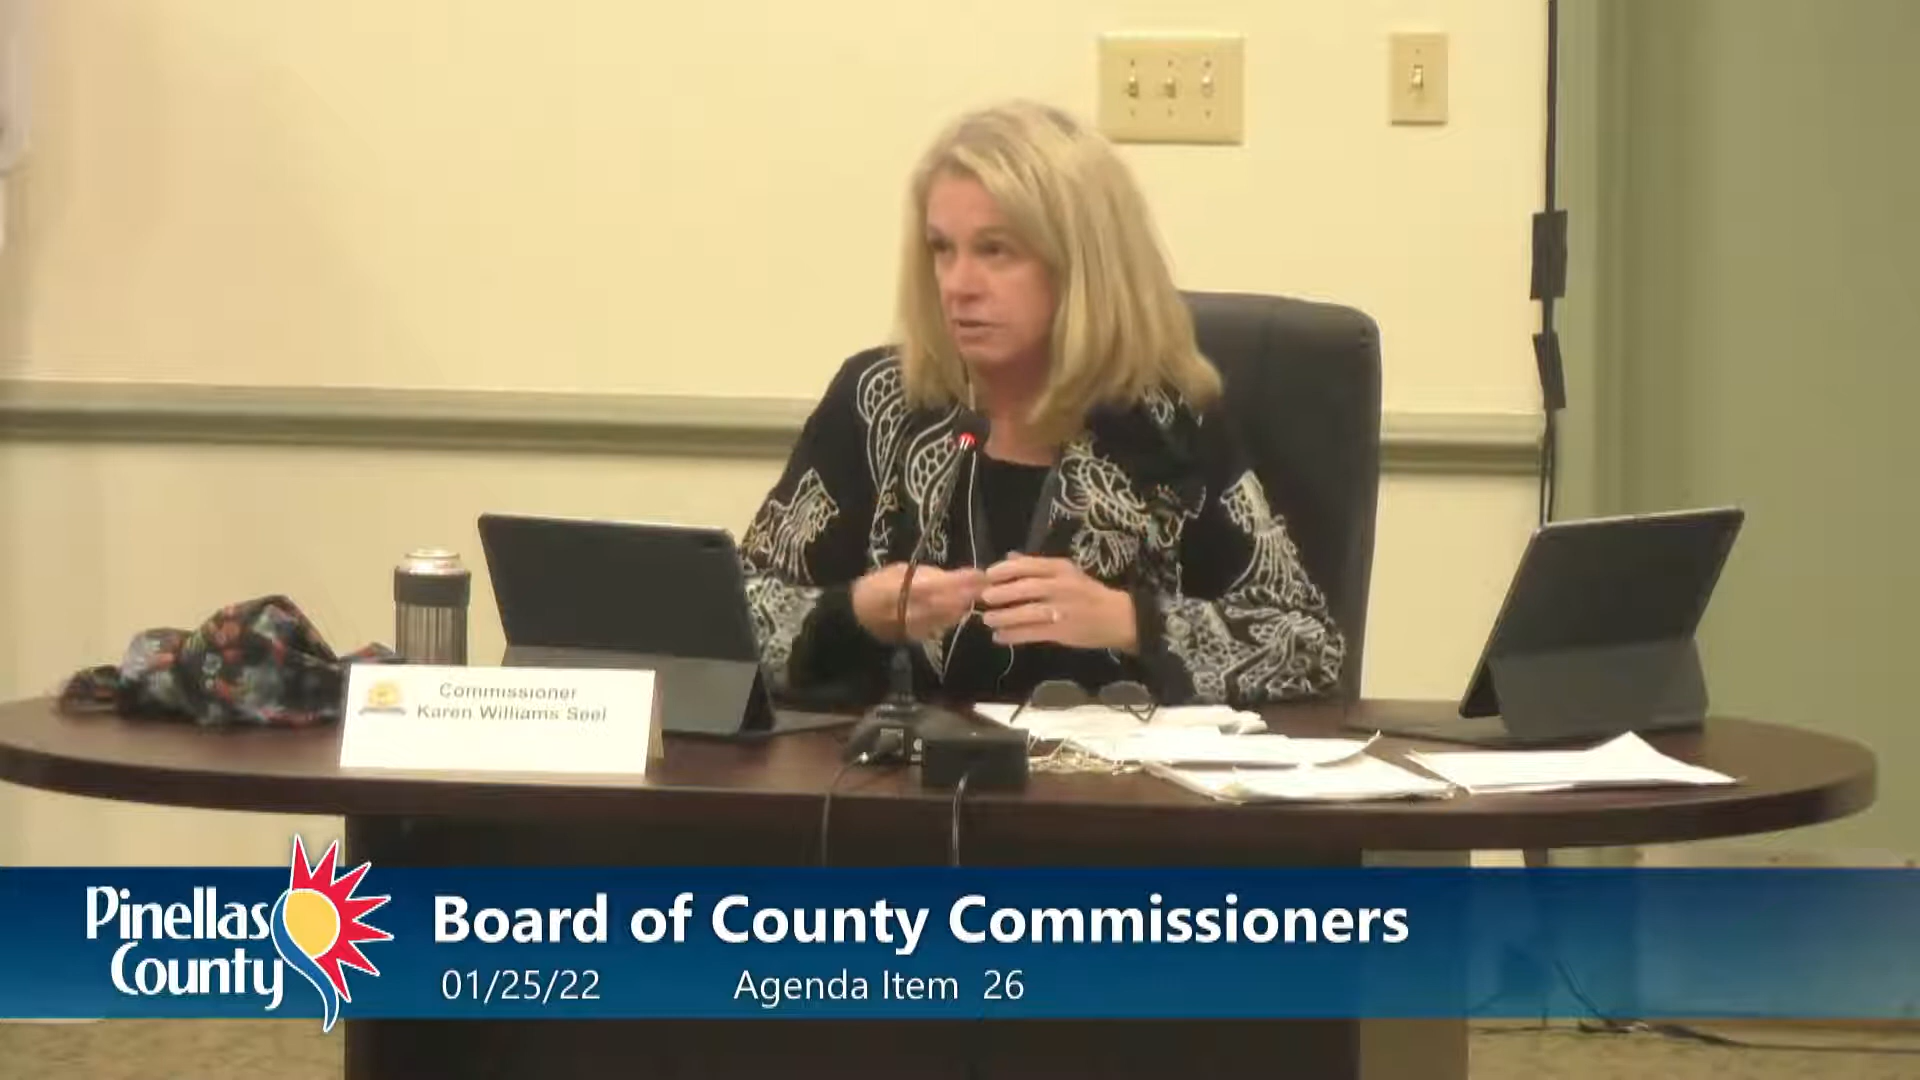 Commissioner
Karen Williams Seel
Pinellas
County
Board of County Commissioners
01/25/22 Agenda Item 26